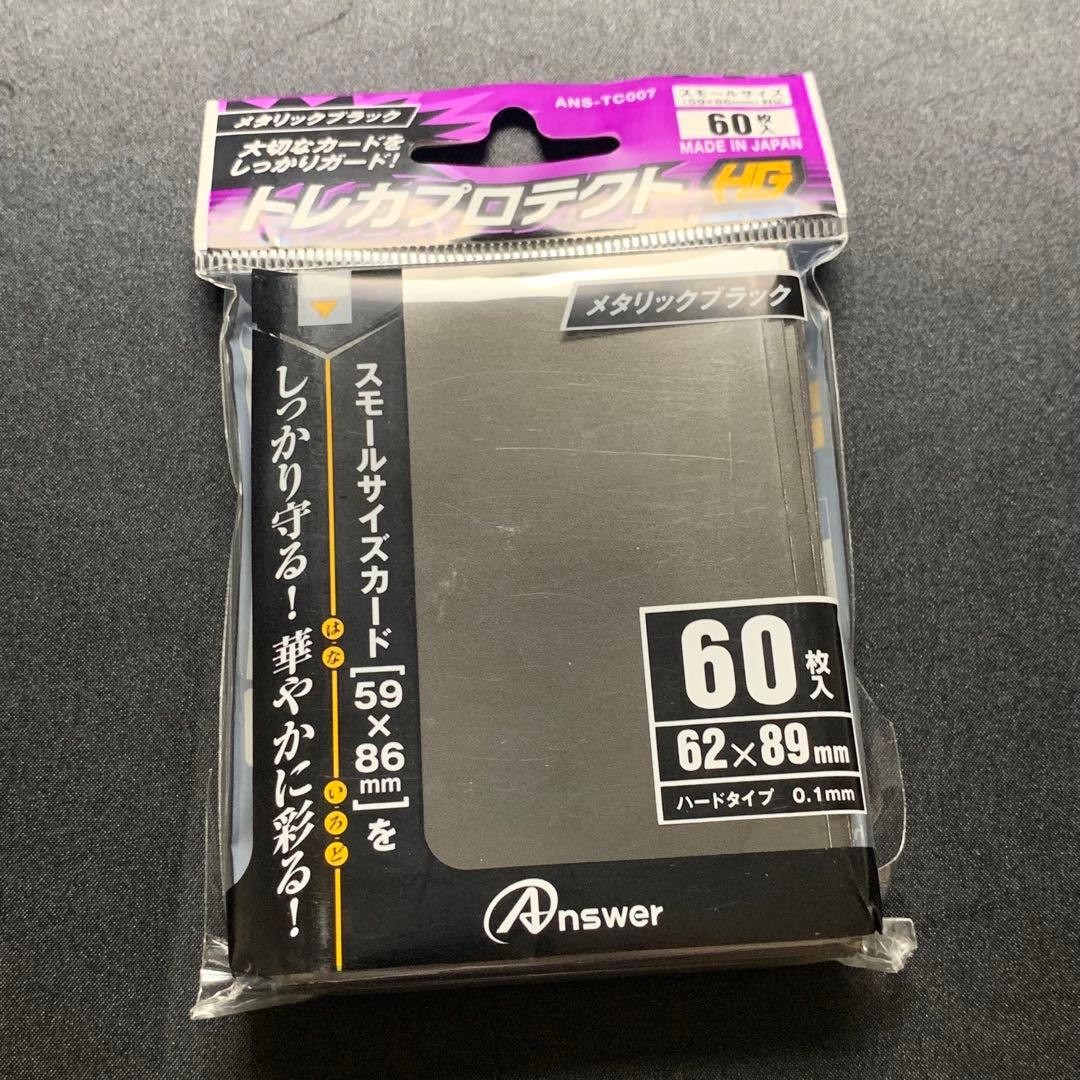 ANS-TC007
スモールサイズ
(59×86mm)対応
60枚入
MADE IN JAPAN
メタリックブラック
大切なカードを
しっかりガード!
トレカプロテクト HG
メタリックブラック
スモールサイズカード[59×86mm]を
しっかり守る!華やかに彩る!
はな
いろど
60枚入
62×89mm
ハードタイプ 0.1mm
Answer